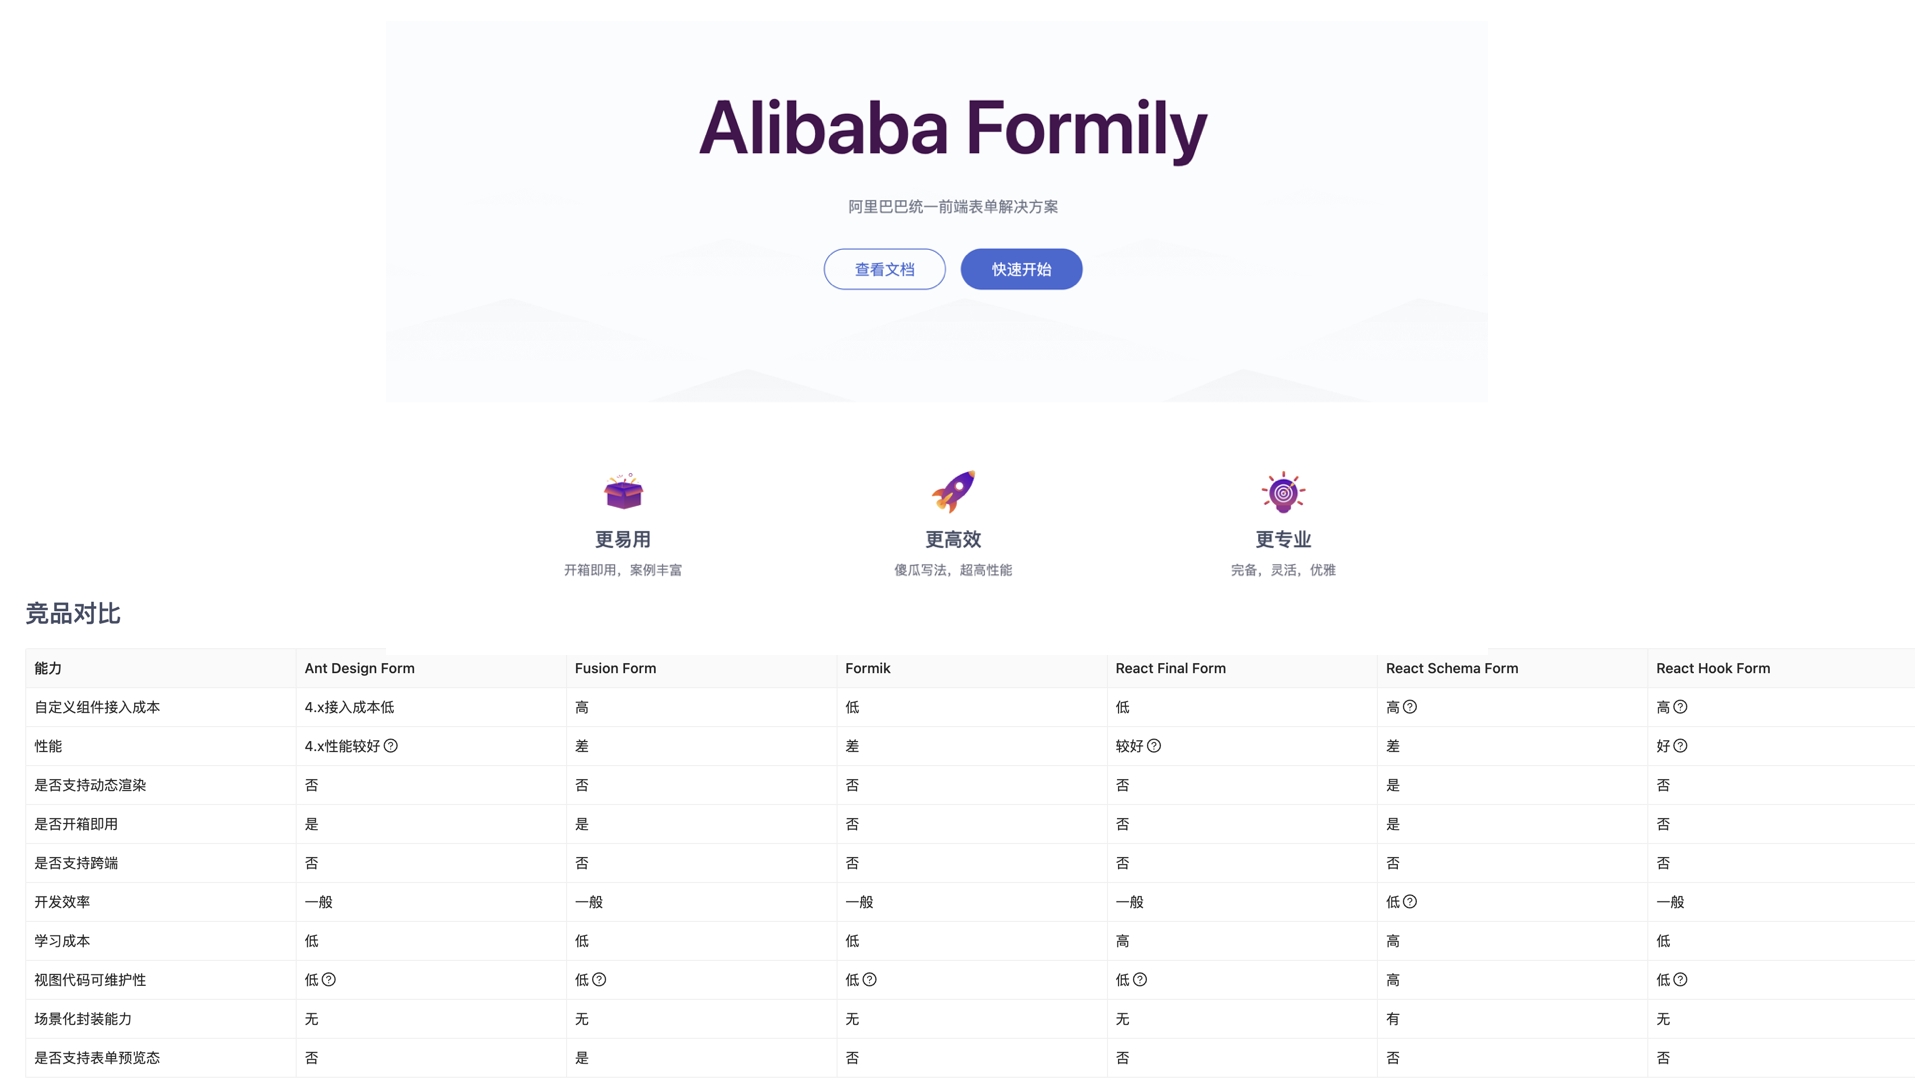 Alibaba Formily
阿里巴巴统一前端表单解决方案
查看文档 快速开始
更易用 更高效 更专业
开箱即用，案例丰富 傻瓜写法，超高性能 完备，灵活，优雅
竞品对比
能力 Ant Design Form Fusion Form Formik React Final Form React Schema Form React Hook Form
自定义组件接入成本 4.x接入成本低 高 低 低 高? 高?
性能 4.x性能较好? 差 差 较好? 差 好?
是否支持动态渲染 否 否 否 否 是 否
是否开箱即用 是 是 否 否 是 否
是否支持跨端 否 否 否 否 否 否
开发效率 一般 一般 一般 一般 低? 一般
学习成本 低 低 低 高 高 低
视图代码可维护性 低? 低? 低? 低? 高 低?
场景化封装能力 无 无 无 无 有 无
是否支持表单预览态 否 是 否 否 否 否